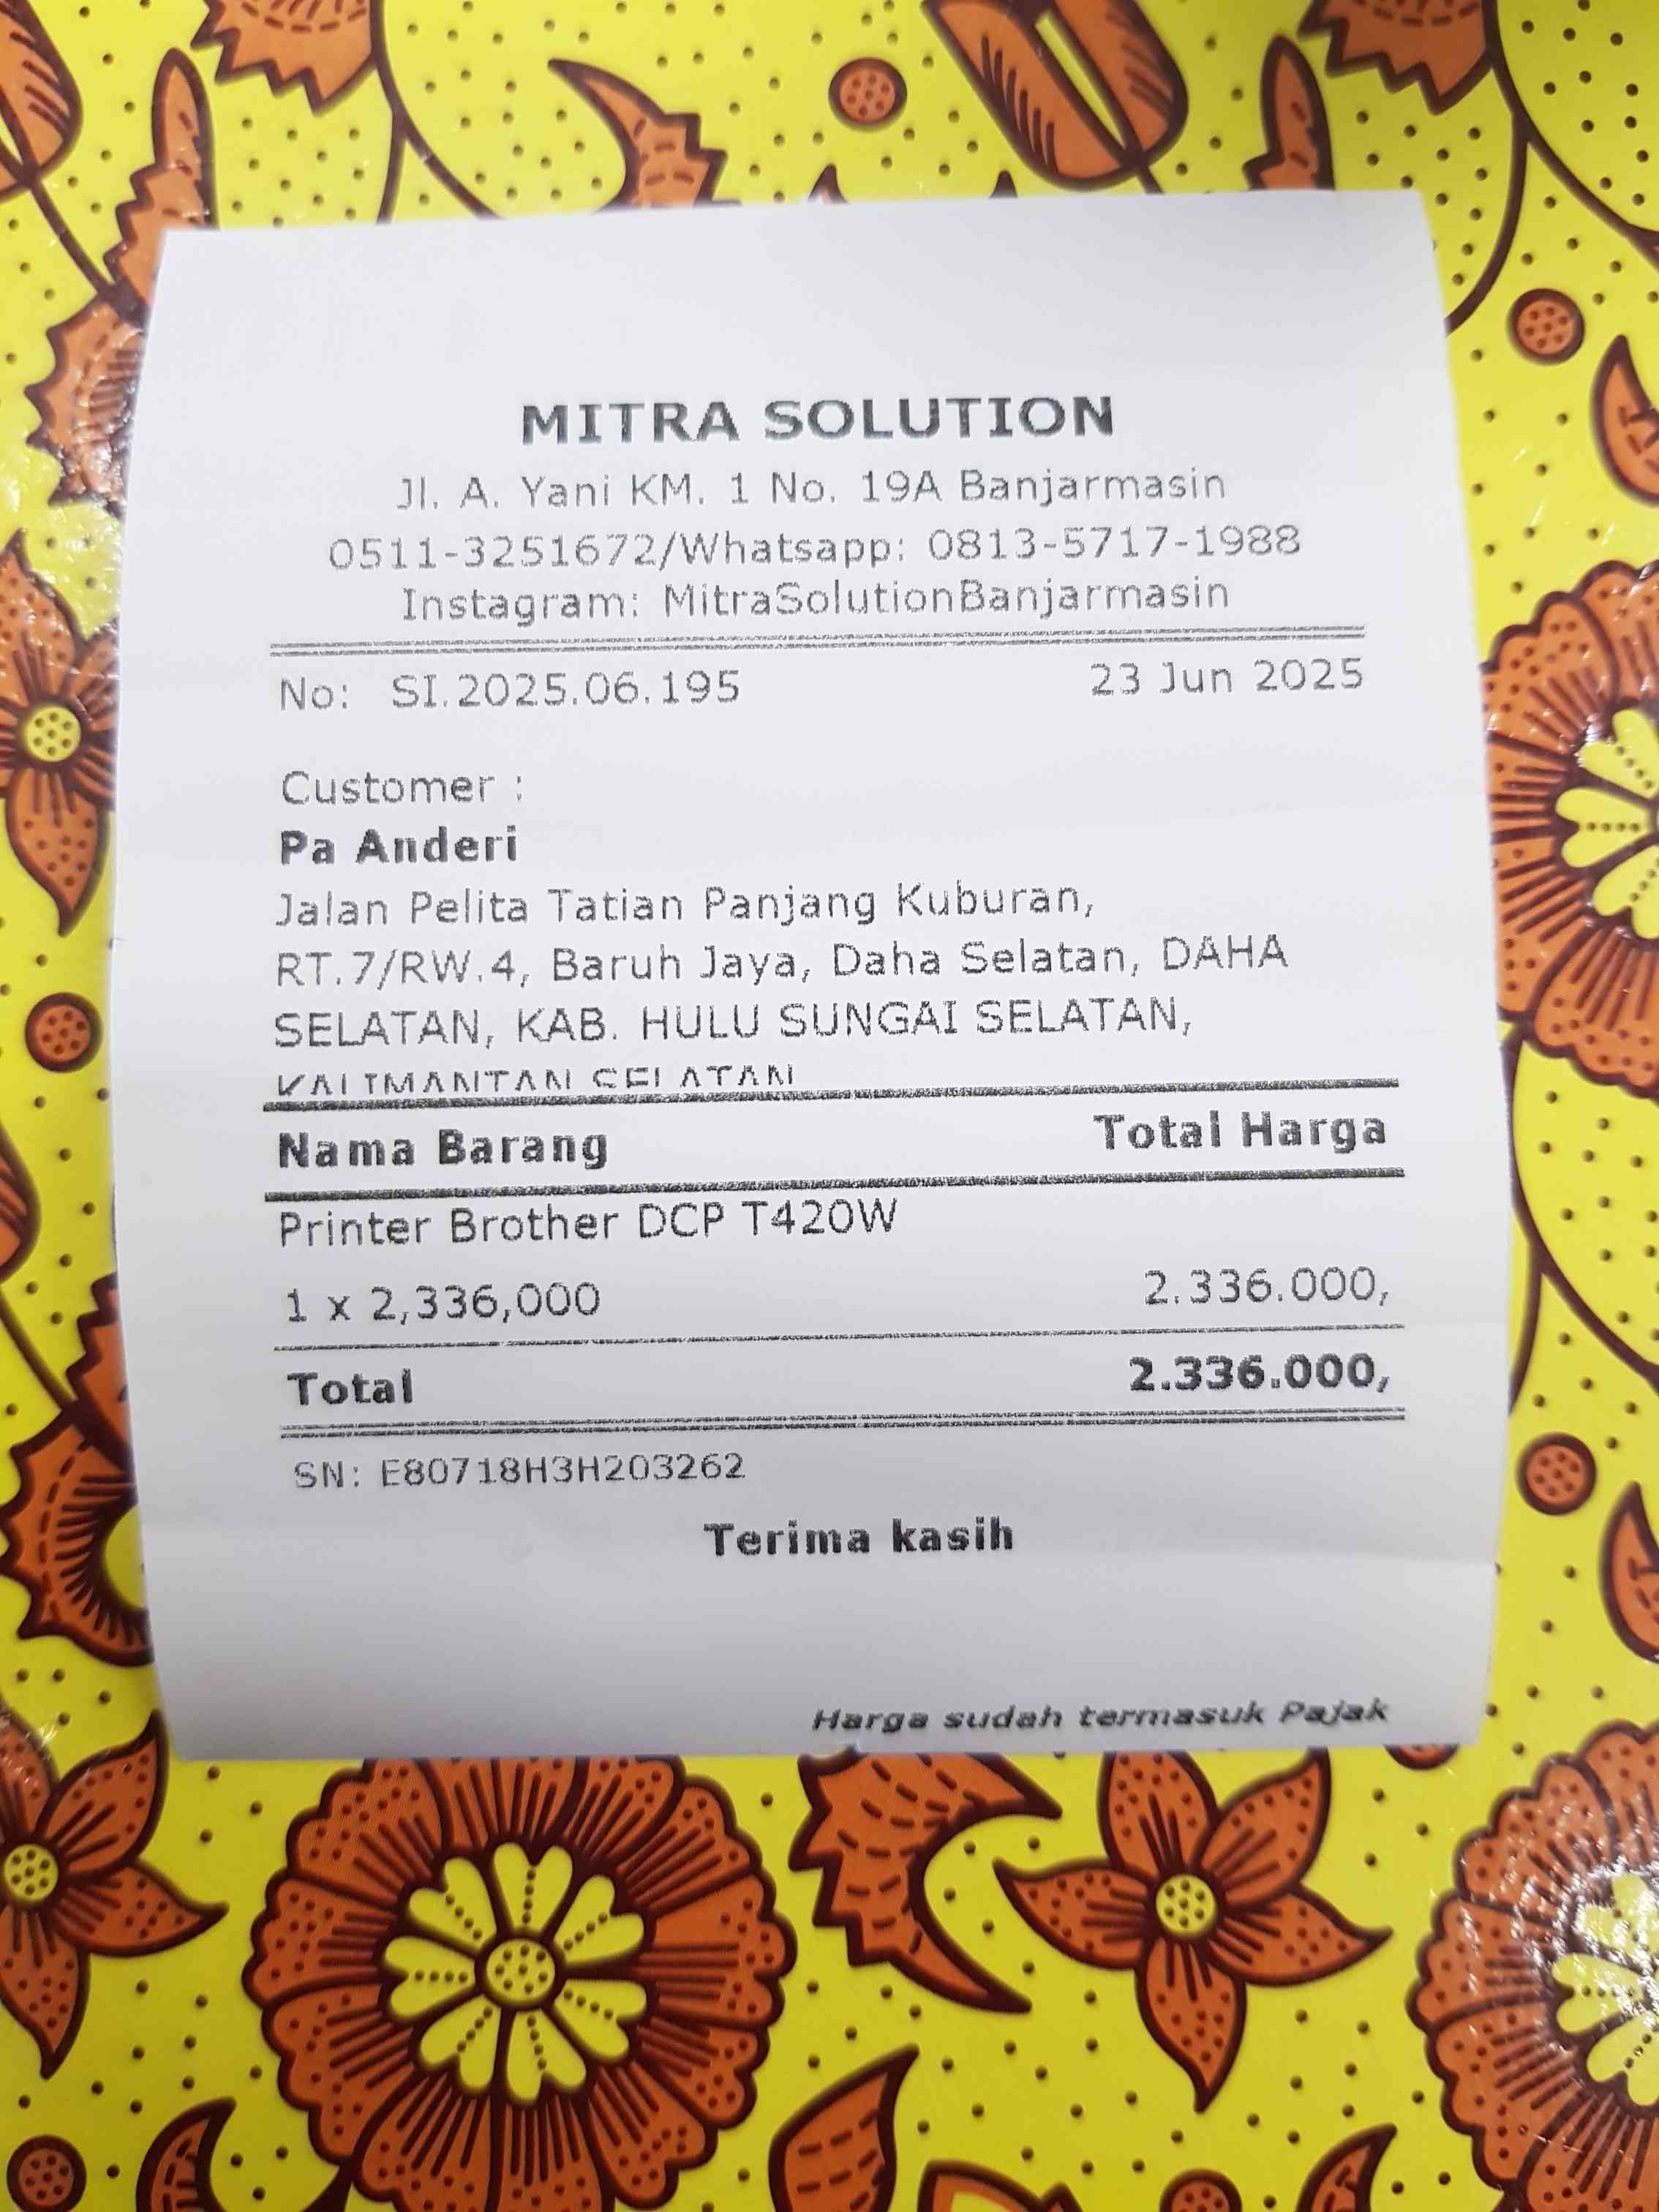 MITRA SOLUTION
Jl. A. Yani KM. 1 No. 19A Banjarmasin
0511-3251672/Whatsapp: 0813-5717-1988
Instagram: MitraSolutionBanjarmasin
No: SI.2025.06.195 23 Jun 2025
Customer :
Pa Anderi
Jalan Pelita Tatian Panjang Kuburan,
RT.7/RW.4, Baruh Jaya, Daha Selatan, DAHA
SELATAN, KAB. HULU SUNGAI SELATAN,
KALIMANTAN SELATAN
Nama Barang Total Harga
Printer Brother DCP T420W
1 x 2,336,000 2.336.000,
Total 2.336.000,
SN: E80718H3H203262
Terima kasih
Harga sudah termasuk Pajak